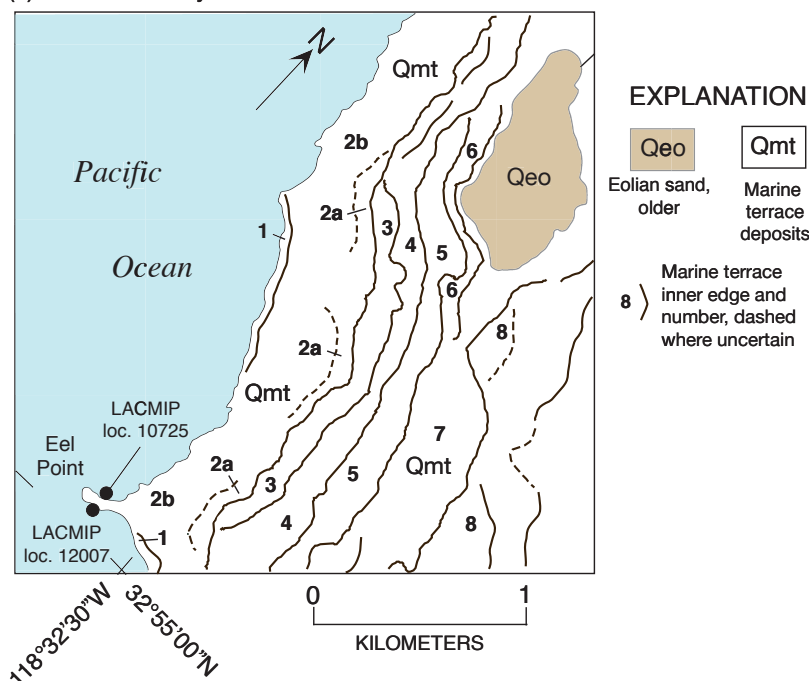 N
Qmt
2b
6
Pacific
Qeo
2a
3
1
4
5
Ocean
6
8
2a
Qmt
LACMIP
loc. 10725
7
Eel
Point
2a
Qmt
3
5
2b
4
8
LACMIP
loc. 12007
1
118°32'30"W
32°55'00"N
0
1
KILOMETERS
EXPLANATION
Qeo
Eolian sand,
older
Qmt
Marine
terrace
deposits
8
Marine terrace
inner edge and
number, dashed
where uncertain